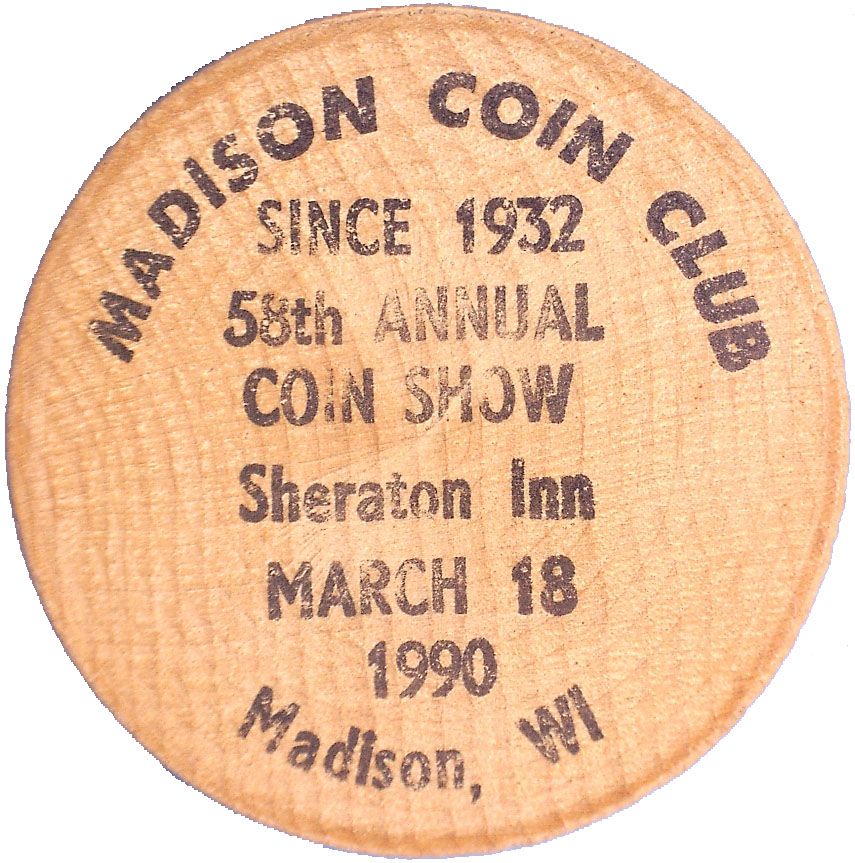 MADISON COIN CLUB
SINCE 1932
58th ANNUAL
COIN SHOW
Sheraton Inn
MARCH 18
1990
Madison, WI